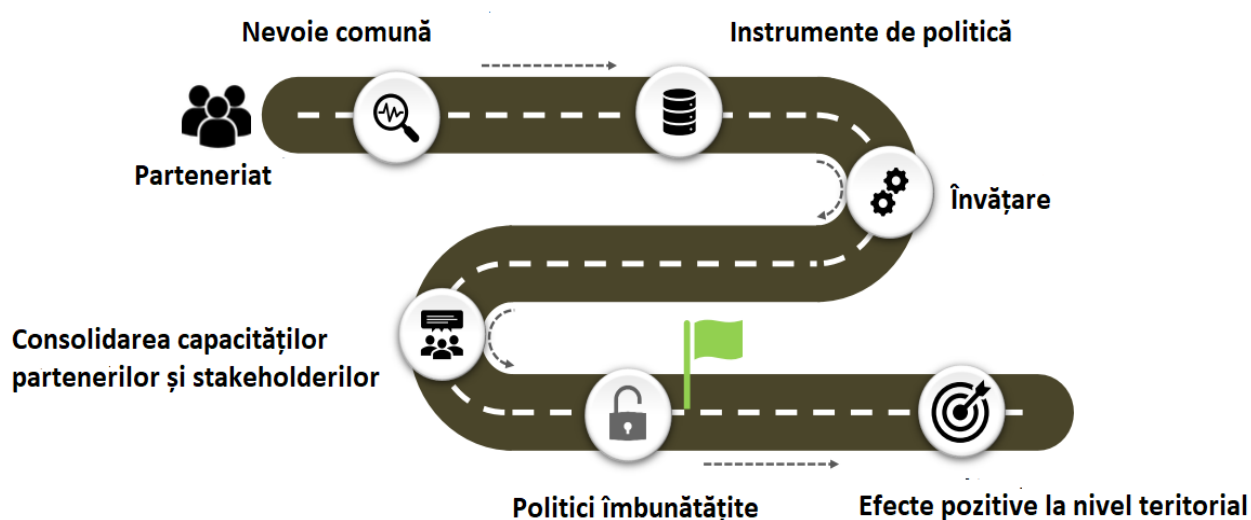 Nevoie comună
Instrumente de politică
Parteneriat
Învățare
Consolidarea capacităților
partenerilor și stakeholderilor
Politici îmbunătățite
Efecte pozitive la nivel teritorial